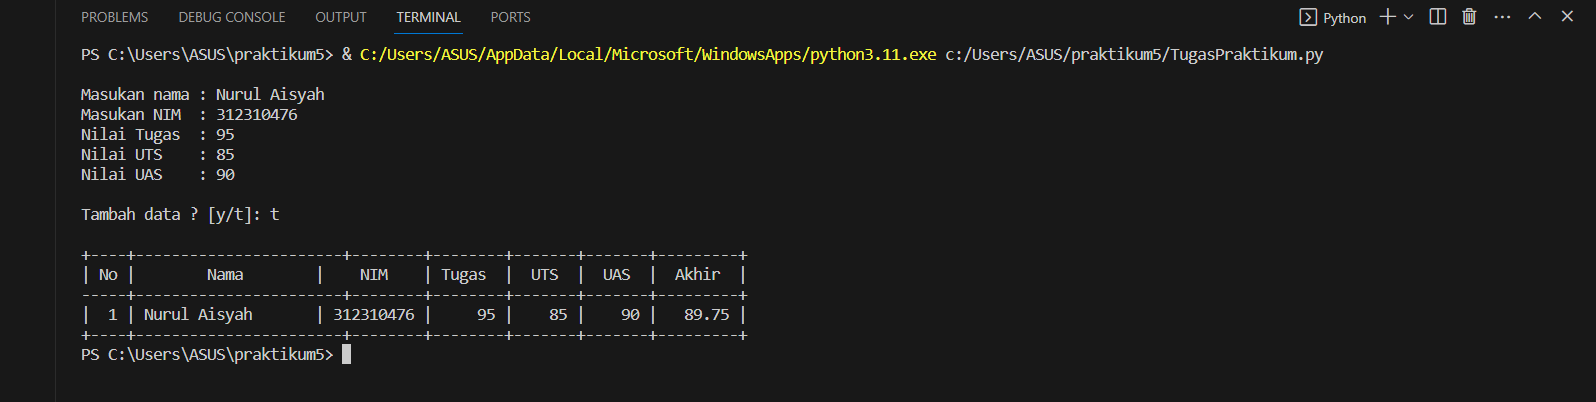 PROBLEMS DEBUG CONSOLE OUTPUT TERMINAL PORTS Python
PS C:\Users\ASUS\praktikum5> & C:/Users/ASUS/AppData/Local/Microsoft/WindowsApps/python3.11.exe c:/Users/ASUS/praktikum5/TugasPraktikum.py
Masukan nama : Nurul Aisyah
Masukan NIM  : 312310476
Nilai Tugas  : 95
Nilai UTS    : 85
Nilai UAS    : 90
Tambah data ? [y/t]: t
+----+-----------------------+--------+--------+-------+-------+---------+
| No |        Nama        |    NIM    | Tugas  |  UTS  |  UAS  |  Akhir  |
-----+-----------------------+--------+--------+-------+-------+---------+
|  1 | Nurul Aisyah       | 312310476 |     95 |    85 |    90 |   89.75 |
+----+-----------------------+--------+--------+-------+-------+---------+
PS C:\Users\ASUS\praktikum5>